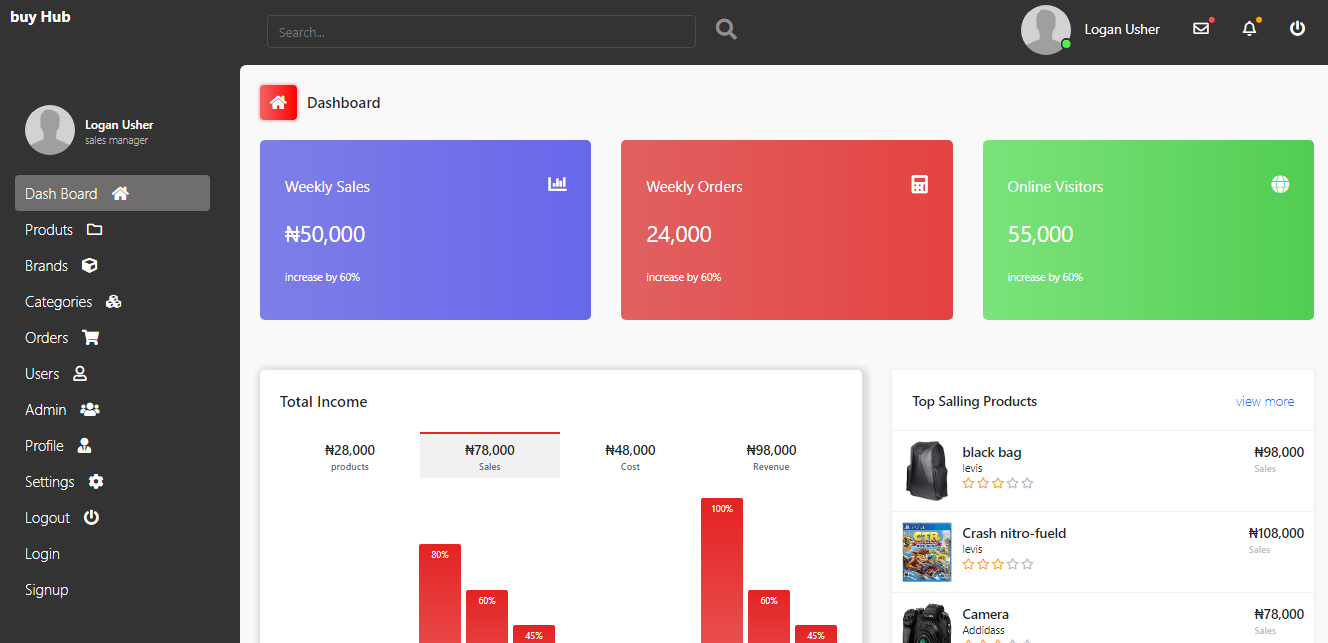 buy Hub
Search...
Logan Usher
Logan Usher
sales manager
Dash Board
Produts
Brands
Categories
Orders
Users
Admin
Profile
Settings
Logout
Login
Signup
Dashboard
Weekly Sales
₦50,000
increase by 60%
Weekly Orders
24,000
increase by 60%
Online Visitors
55,000
increase by 60%
Total Income
₦28,000
products
₦78,000
Sales
₦48,000
Cost
₦98,000
Revenue
80%
60%
45%
100%
60%
45%
Top Salling Products
view more
black bag
levis
₦98,000
Sales
CTR
Crash nitro-fueld
levis
₦108,000
Sales
Camera
Addidass
₦78,000
Sales